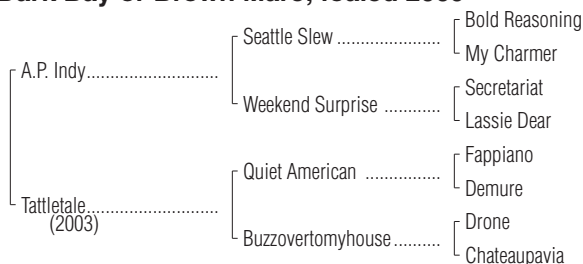 Bold Reasoning
Seattle Slew ......................
My Charmer
A.P. Indy............................
Secretariat
Weekend Surprise ............
Lassie Dear
Fappiano
Quiet American ................
Demure
Tattletale............................
(2003)
Drone
Buzzovertomyhouse..........
Chateaupavia